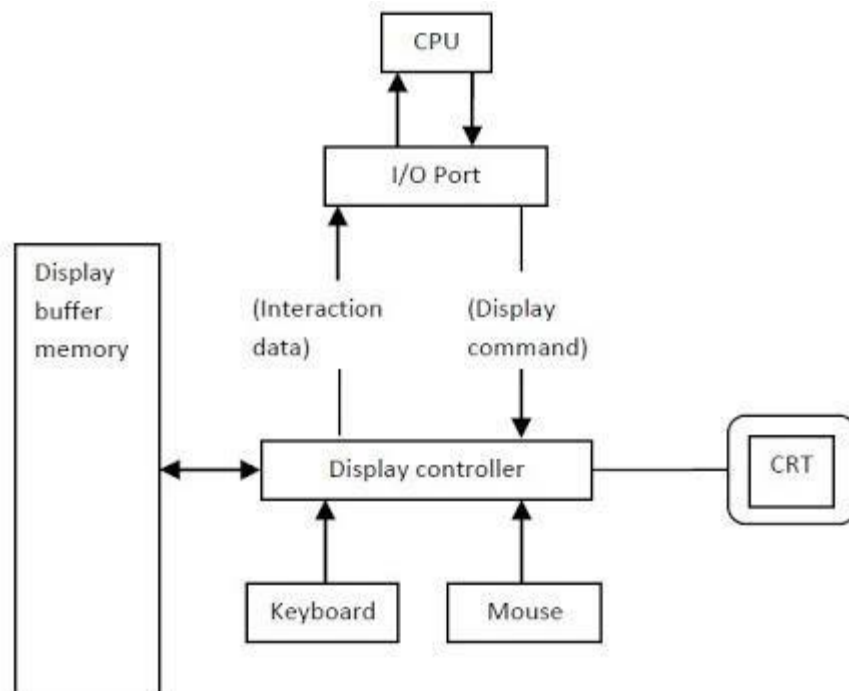 CPU
I/O Port
Display
buffer
memory
(Interaction
data)
(Display
command)
Display controller
CRT
Keyboard
Mouse